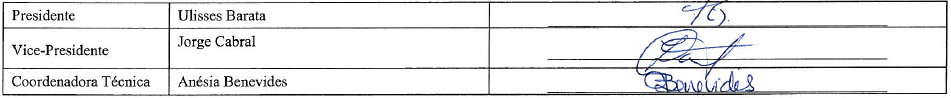 Presidente Ulisses Barata
Vice-Presidente Jorge Cabral
Coordenadora Técnica Anésia Benevides Benevides